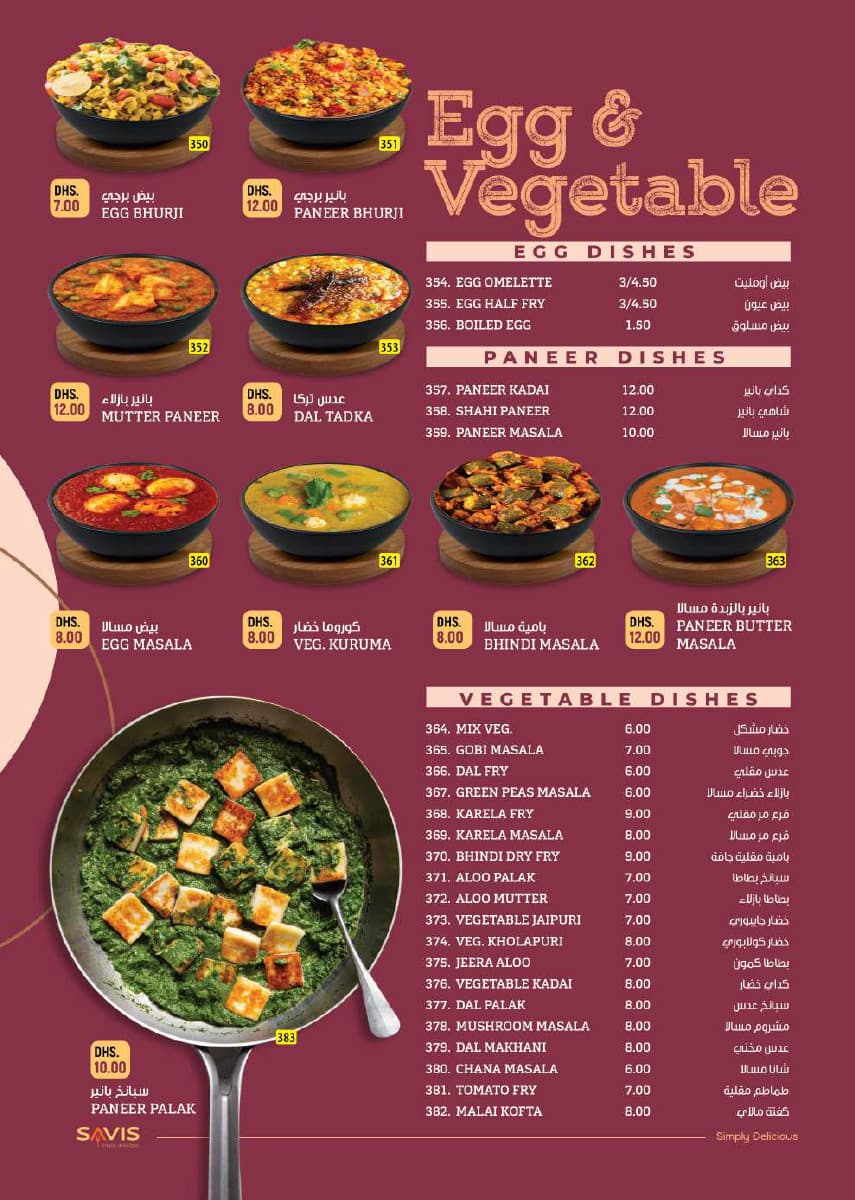 Egg &
Vegetable
350
DHS.
7.00
بيض برجي
EGG BHURJI
351
DHS.
12.00
بانير برجي
PANEER BHURJI
352
DHS.
12.00
بانير بازلاء
MUTTER PANEER
353
DHS.
8.00
عدس تركا
DAL TADKA
EGG DISHES
354. EGG OMELETTE 3/4.50 بيض أومليت
355. EGG HALF FRY 3/4.50 بيض عيون
356. BOILED EGG 1.50 بيض مسلوق
PANEER DISHES
357. PANEER KADAI 12.00 كداي بانير
358. SHAHI PANEER 12.00 شاهي بانير
359. PANEER MASALA 10.00 بانير مسالا
360
DHS.
8.00
بيض مسالا
EGG MASALA
361
DHS.
8.00
كوروما خضار
VEG. KURUMA
362
DHS.
8.00
بامية مسالا
BHINDI MASALA
363
DHS.
12.00
بانير بالزبدة مسالا
PANEER BUTTER
MASALA
VEGETABLE DISHES
364. MIX VEG. 6.00 خضار مشكل
365. GOBI MASALA 7.00 جوبي مسالا
366. DAL FRY 6.00 عدس مقلي
367. GREEN PEAS MASALA 6.00 بازلاء خضراء مسالا
368. KARELA FRY 9.00 قرع مر مقلي
369. KARELA MASALA 8.00 قرع مر مسالا
370. BHINDI DRY FRY 9.00 بامية مقلية جافة
371. ALOO PALAK 7.00 سبانخ بطاطا
372. ALOO MUTTER 7.00 بطاطا بازلاء
373. VEGETABLE JAIPURI 7.00 خضار جايبوري
374. VEG. KHOLAPURI 8.00 خضار كولابوري
375. JEERA ALOO 7.00 بطاطا كمون
376. VEGETABLE KADAI 8.00 كداي خضار
377. DAL PALAK 8.00 سبانخ عدس
378. MUSHROOM MASALA 8.00 مشروم مسالا
379. DAL MAKHANI 8.00 عدس مخني
380. CHANA MASALA 6.00 شانا مسالا
381. TOMATO FRY 7.00 طماطم مقلية
382. MALAI KOFTA 8.00 كفتة مالاي
383
DHS.
10.00
سبانخ بانير
PANEER PALAK
SAVIS
Simply Delicious